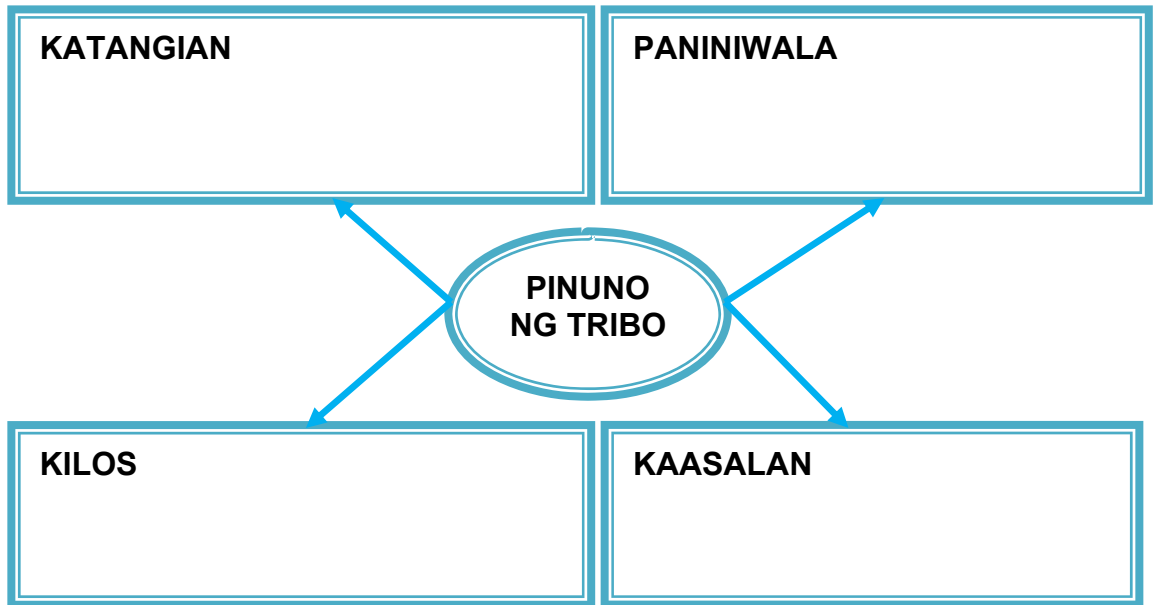 KATANGIAN
PANINIWALA
PINUNO
NG TRIBO
KILOS
KAASALAN